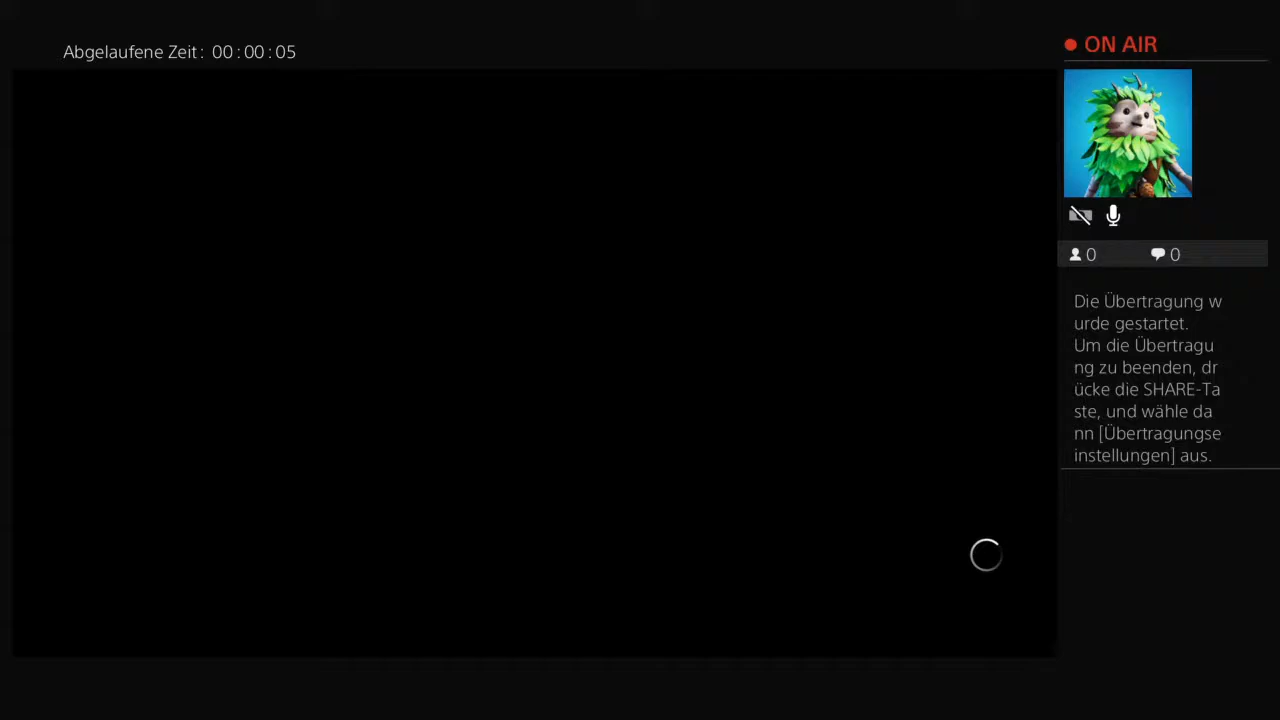 Abgelaufene Zeit: 00:00:05
ON AIR
0 0
Die Übertragung w
urde gestartet.
Um die Übertragu
ng zu beenden, dr
ücke die SHARE-Ta
ste, und wähle da
nn [Übertragungse
instellungen] aus.